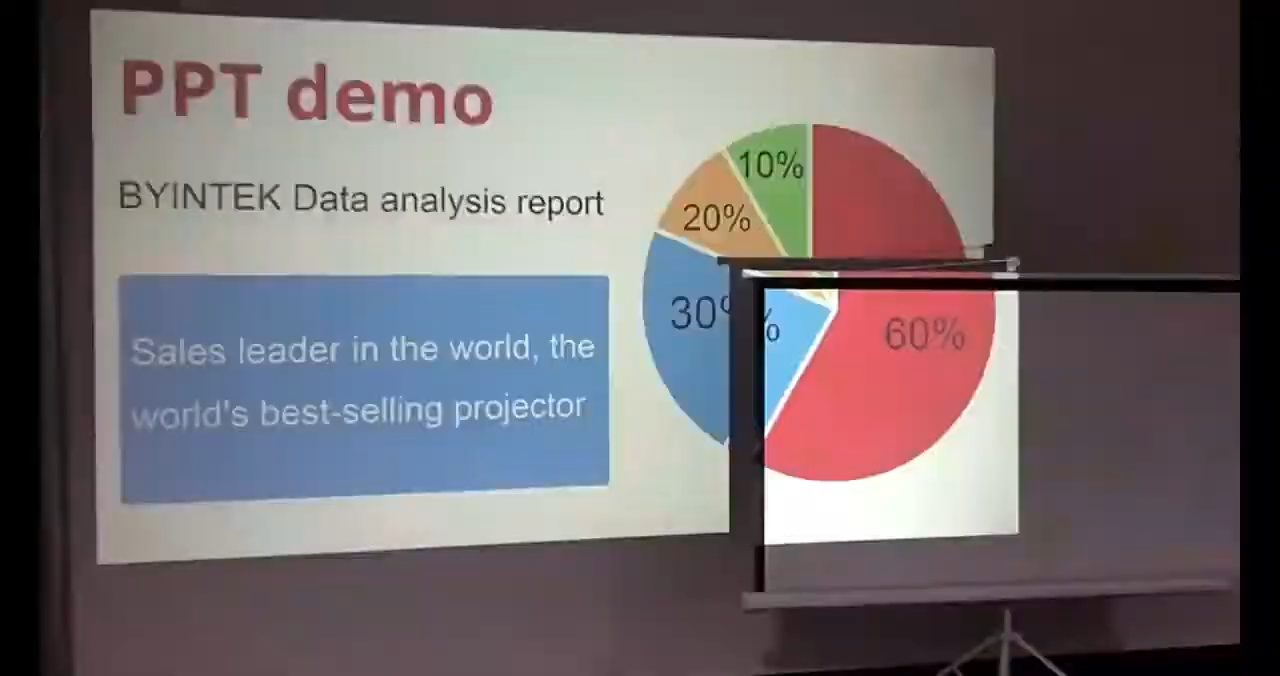 PPT demo
BYINTEK Data analysis report
Sales leader in the world, the
world's best-selling projector
10%
20%
30%
60%